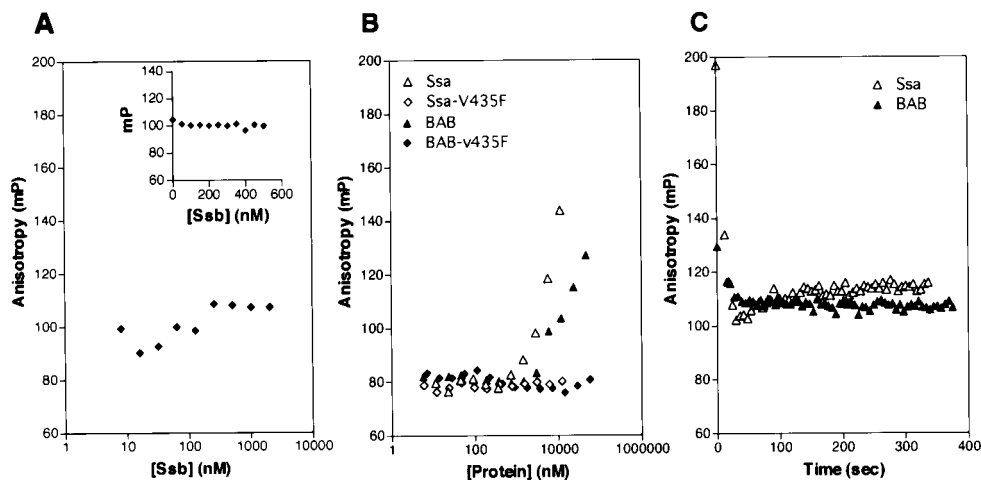 A
B
C
200
180
160
140
120
100
80
60
Anisotropy (mP)
1
10
100
1000
10000
[Ssb] (nM)
140
120
100
80
60
mP
0
200
400
600
[Ssb] (nM)
200
180
160
140
120
100
80
60
Anisotropy (mP)
Ssa
Ssa-V435F
BAB
BAB-v435F
1
100
10000
1000000
[Protein] (nM)
200
180
160
140
120
100
80
60
Anisotropy (mP)
Ssa
BAB
0
100
200
300
400
Time (sec)